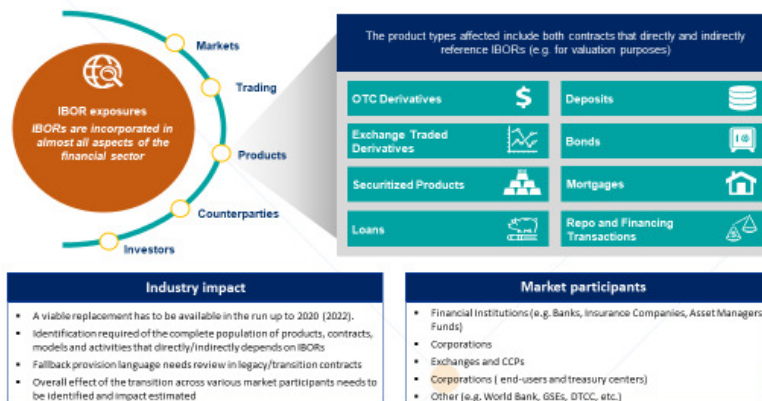 Markets
Trading
Products
Counterparties
Investors
IBOR exposures
IBORs are incorporated in
almost all aspects of the
financial sector
The product types affected include both contracts that directly and indirectly
reference IBORs (e.g. for valuation purposes)
OTC Derivatives
$
Deposits
Exchange Traded
Derivatives
Bonds
Securitized Products
Mortgages
Loans
Repo and Financing
Transactions
Industry impact
▪ A viable replacement has to be available in the run up to 2020 (2022).
▪ Identification required of the complete population of products, contracts,
models and activities that directly/indirectly depends on IBORs
▪ Fallback provision language needs review in legacy/transition contracts
▪ Overall effect of the transition across various market participants needs to
be identified and impact estimated
Market participants
▪ Financial Institutions (e.g. Banks, Insurance Companies, Asset Managers
Funds)
▪ Corporations
▪ Exchanges and CCPs
▪ Corporations ( end-users and treasury centers)
▪ Other (e.g. World Bank, GSEs, DTCC, etc.)